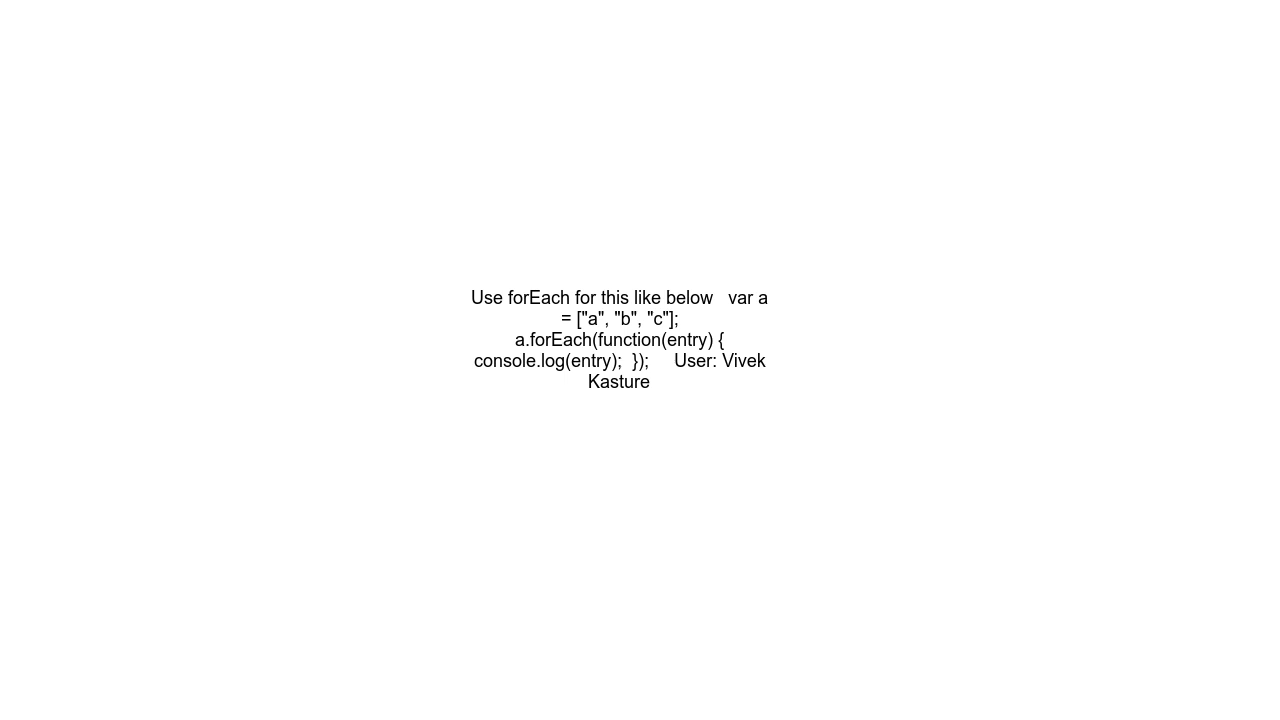 Use forEach for this like below   var a
= ["a", "b", "c"];
a.forEach(function(entry) {
console.log(entry);  });     User: Vivek
Kasture